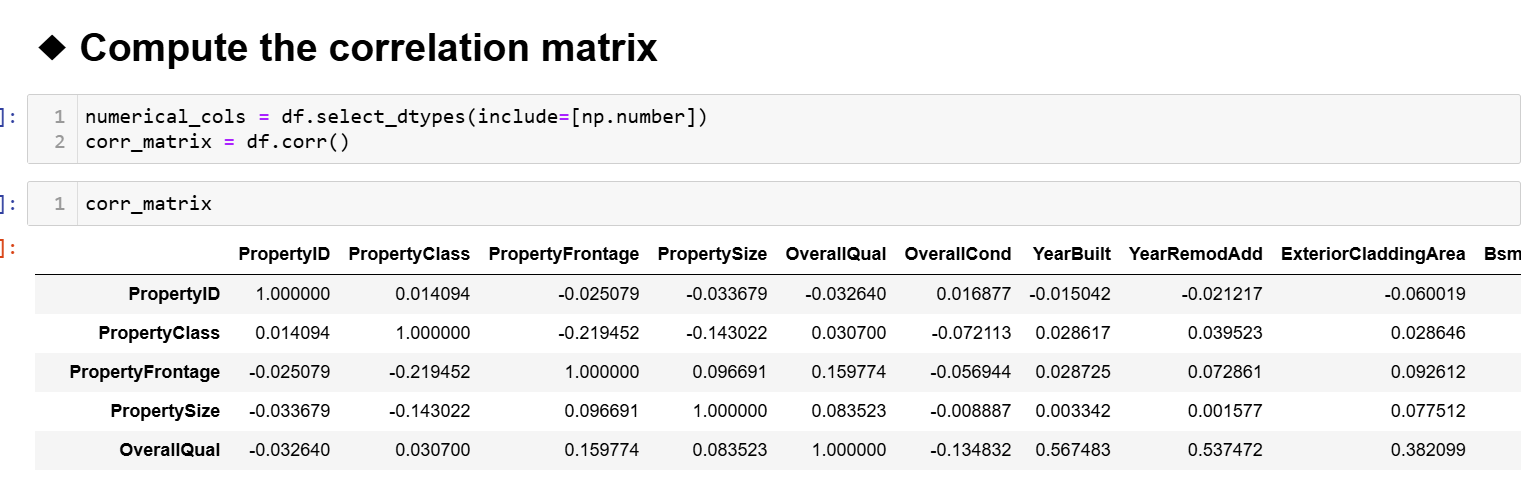 ◆ Compute the correlation matrix
]: 1 numerical_cols = df.select_dtypes(include=[np.number])
2 corr_matrix = df.corr()
]: 1 corr_matrix
]:
PropertyID PropertyClass PropertyFrontage PropertySize OverallQual OverallCond YearBuilt YearRemodAdd ExteriorCladdingArea Bsm
PropertyID 1.000000 0.014094 -0.025079 -0.033679 -0.032640 0.016877 -0.015042 -0.021217 -0.060019
PropertyClass 0.014094 1.000000 -0.219452 -0.143022 0.030700 -0.072113 0.028617 0.039523 0.028646
PropertyFrontage -0.025079 -0.219452 1.000000 0.096691 0.159774 -0.056944 0.028725 0.072861 0.092612
PropertySize -0.033679 -0.143022 0.096691 1.000000 0.083523 -0.008887 0.003342 0.001577 0.077512
OverallQual -0.032640 0.030700 0.159774 0.083523 1.000000 -0.134832 0.567483 0.537472 0.382099